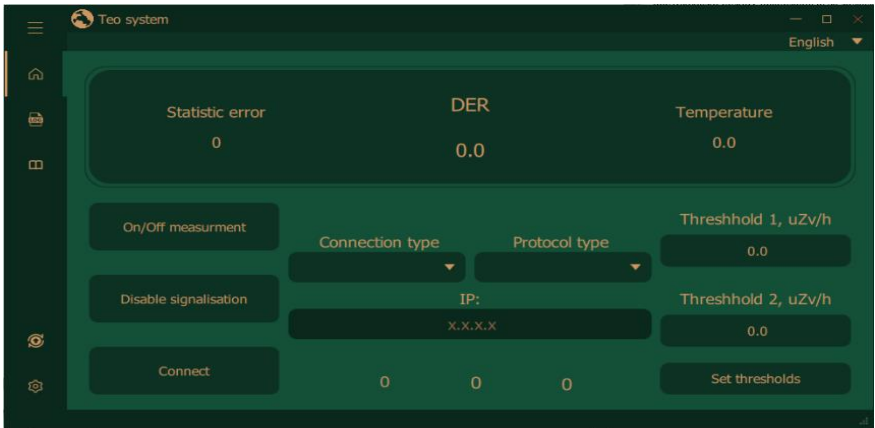 Teo system
English
Statistic error
DER
Temperature
0
0.0
0.0
On/Off measurment
Connection type
Protocol type
Threshhold 1, uZv/h
0.0
Disable signalisation
IP:
Threshhold 2, uZv/h
x.x.x.x
0.0
Connect
0
0
0
Set thresholds